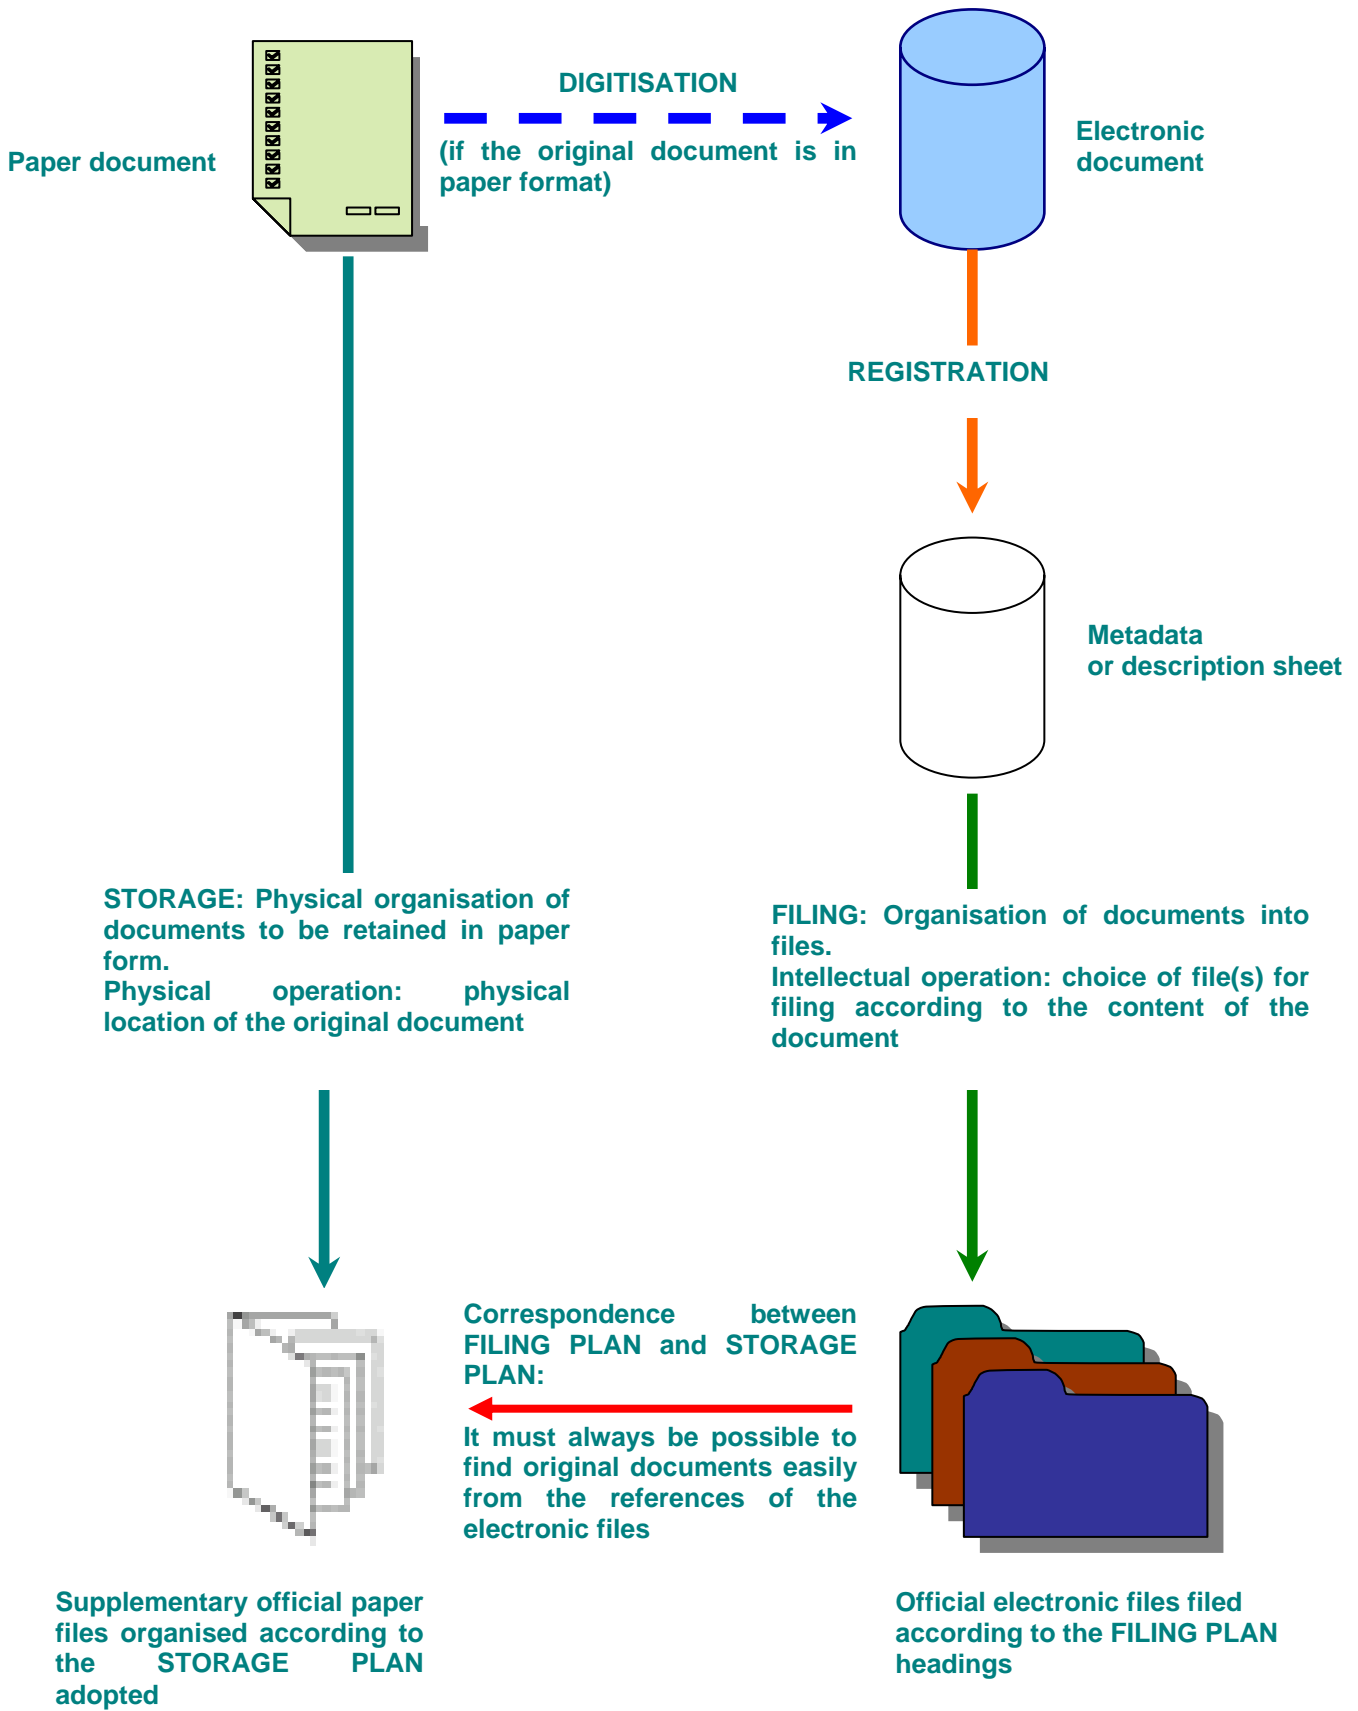 DIGITISATION
Paper document
(if the original document is in
paper format)
Electronic
document
REGISTRATION
Metadata
or description sheet
STORAGE: Physical organisation of
documents to be retained in paper
form.
Physical operation: physical
location of the original document
FILING: Organisation of documents into
files.
Intellectual operation: choice of file(s) for
filing according to the content of the
document
Correspondence between
FILING PLAN and STORAGE
PLAN:
It must always be possible to
find original documents easily
from the references of the
electronic files
Supplementary official paper
files organised according to
the STORAGE PLAN
adopted
Official electronic files filed
according to the FILING PLAN
headings